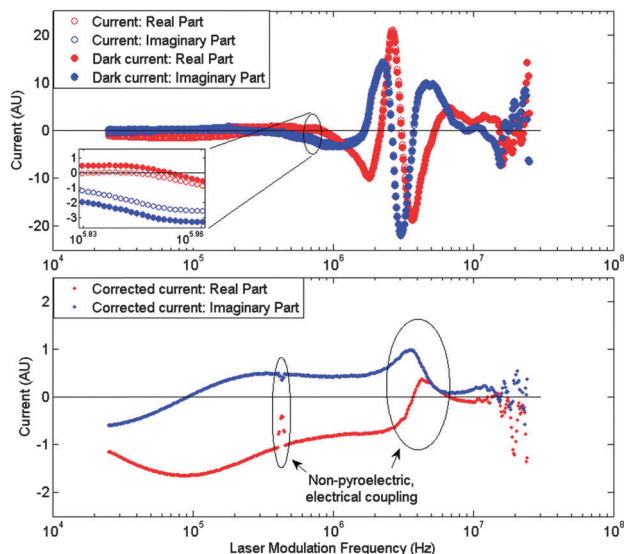 Current: Real Part
Current: Imaginary Part
Dark current: Real Part
Dark current: Imaginary Part
Current (AU)
20
10
0
-10
-20
1
0
-1
-2
-3
10^5.93
10^5.96
10^4
10^5
10^6
10^7
10^8
Corrected current: Real Part
Corrected current: Imaginary Part
Current (AU)
2
1
0
-1
-2
Non-pyroelectric,
electrical coupling
10^4
10^5
10^6
10^7
10^8
Laser Modulation Frequency (Hz)